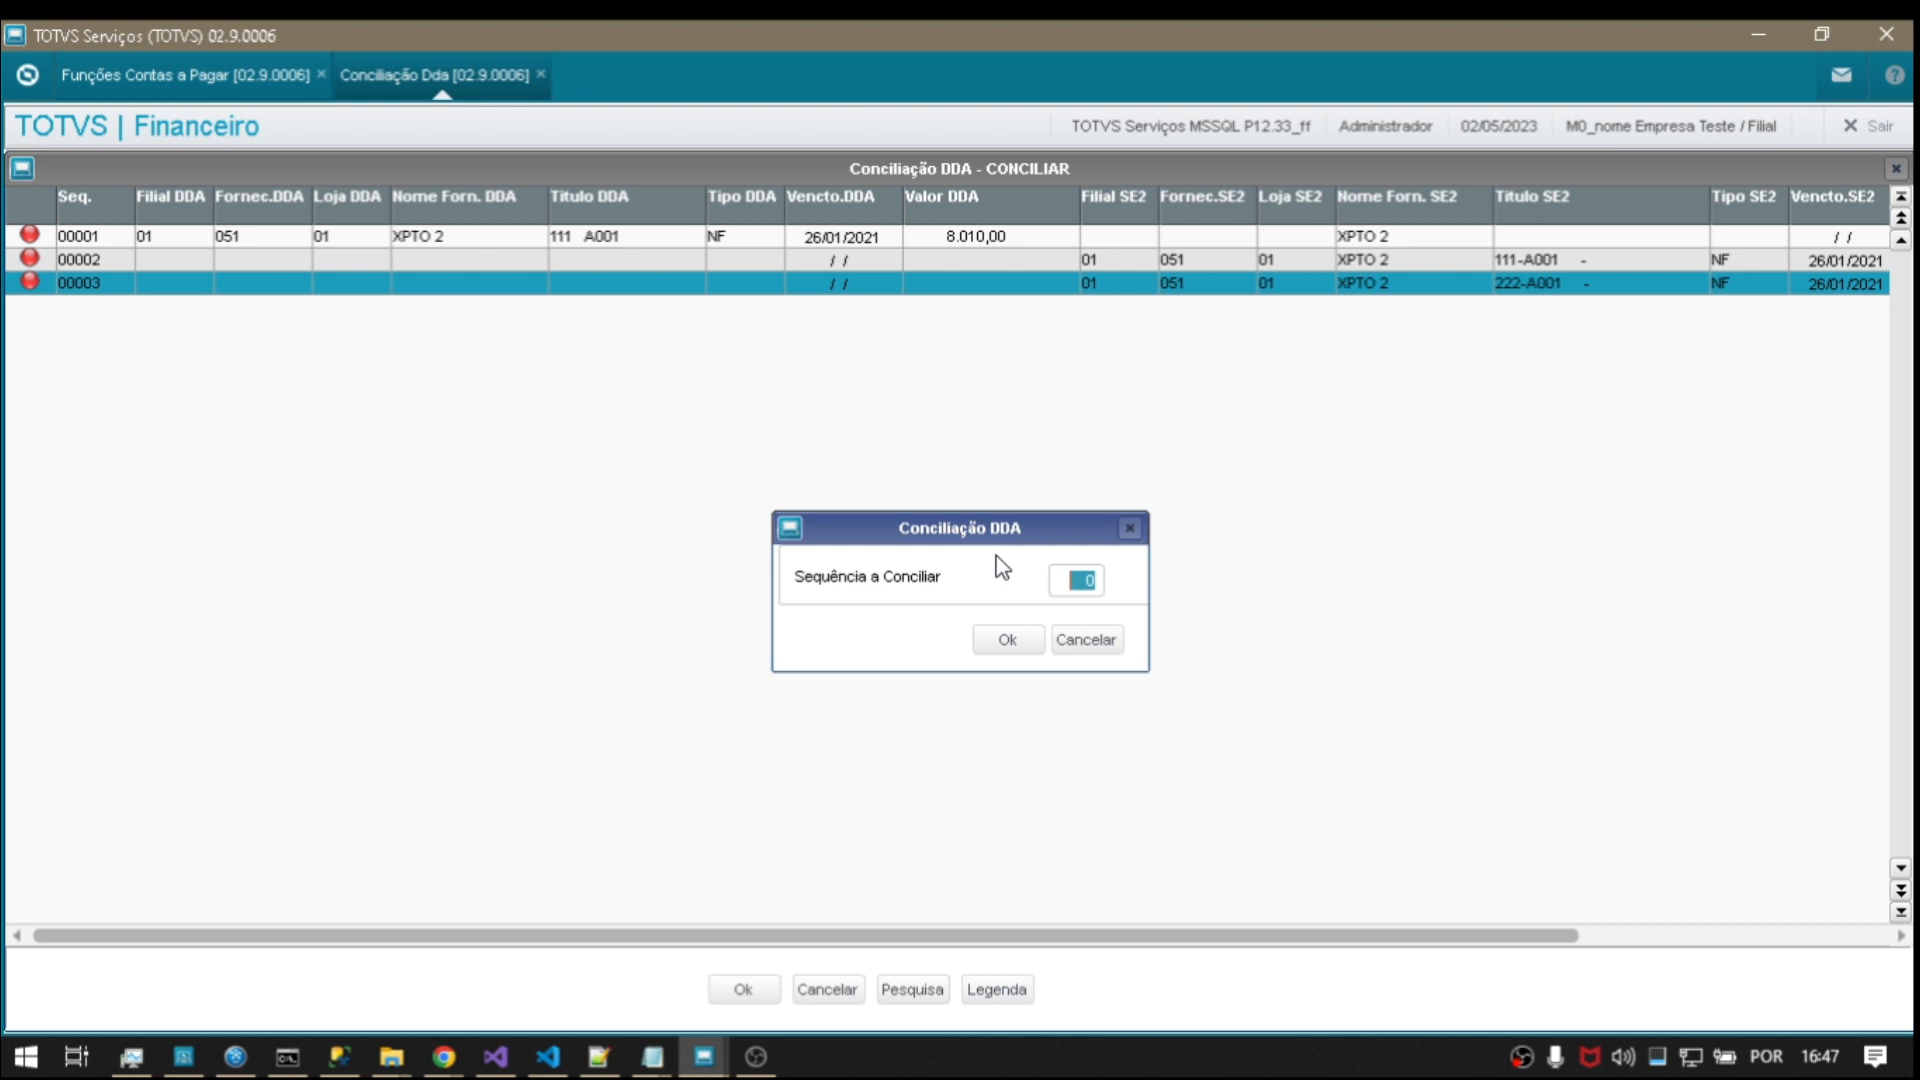 TOTVS Serviços (TOTVS) 02.9.0006
Funções Contas a Pagar [02.9.0006] × Conciliação Dda [02.9.0006] ×
TOTVS | Financeiro TOTVS Serviços MSSQL P12.33_ff Administrador 02/05/2023 M0_nome Empresa Teste / Filial Sair
Conciliação DDA - CONCILIAR
Seq. Filial DDA Fornec.DDA Loja DDA Nome Forn. DDA Titulo DDA Tipo DDA Vencto.DDA Valor DDA Filial SE2 Fornec.SE2 Loja SE2 Nome Forn. SE2 Titulo SE2 Tipo SE2 Vencto.SE2
00001 01 051 01 XPTO 2 111 A001 NF 26/01/2021 8.010,00 XPTO 2 / /
00002 / / 01 051 01 XPTO 2 111-A001 - NF 26/01/2021
00003 / / 01 051 01 XPTO 2 222-A001 - NF 26/01/2021
Conciliação DDA
Sequência a Conciliar 0
Ok Cancelar
Ok Cancelar Pesquisa Legenda
POR 16:47